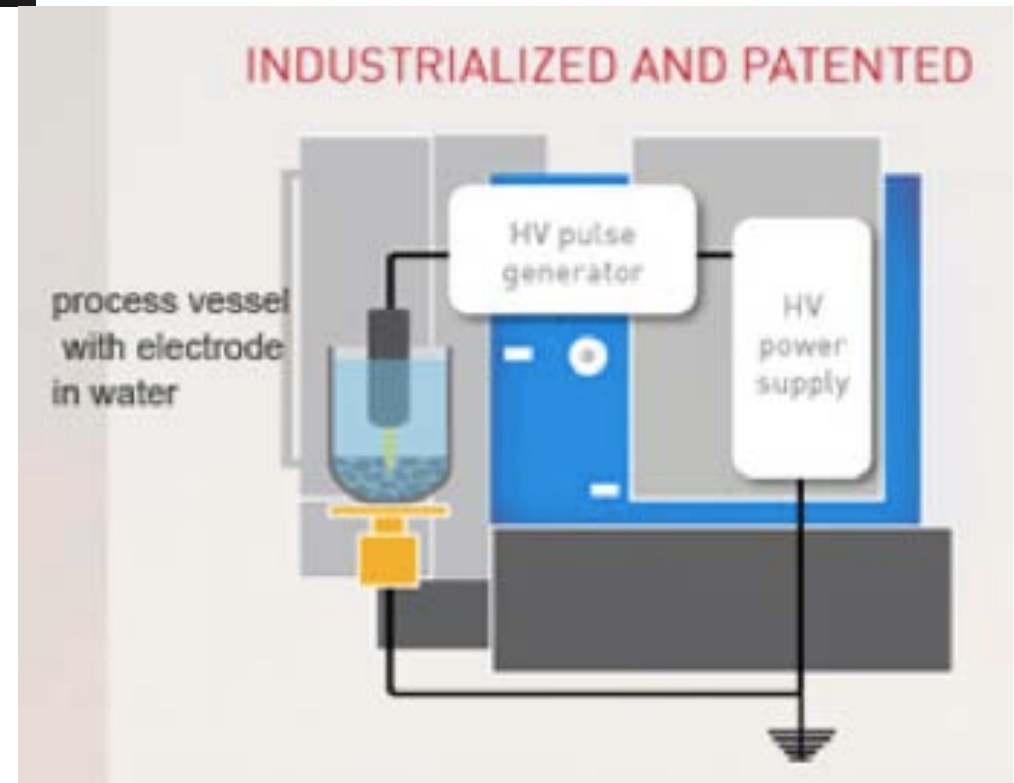 INDUSTRIALIZED AND PATENTED
HV pulse
generator
process vessel
with electrode
in water
HV
power
supply